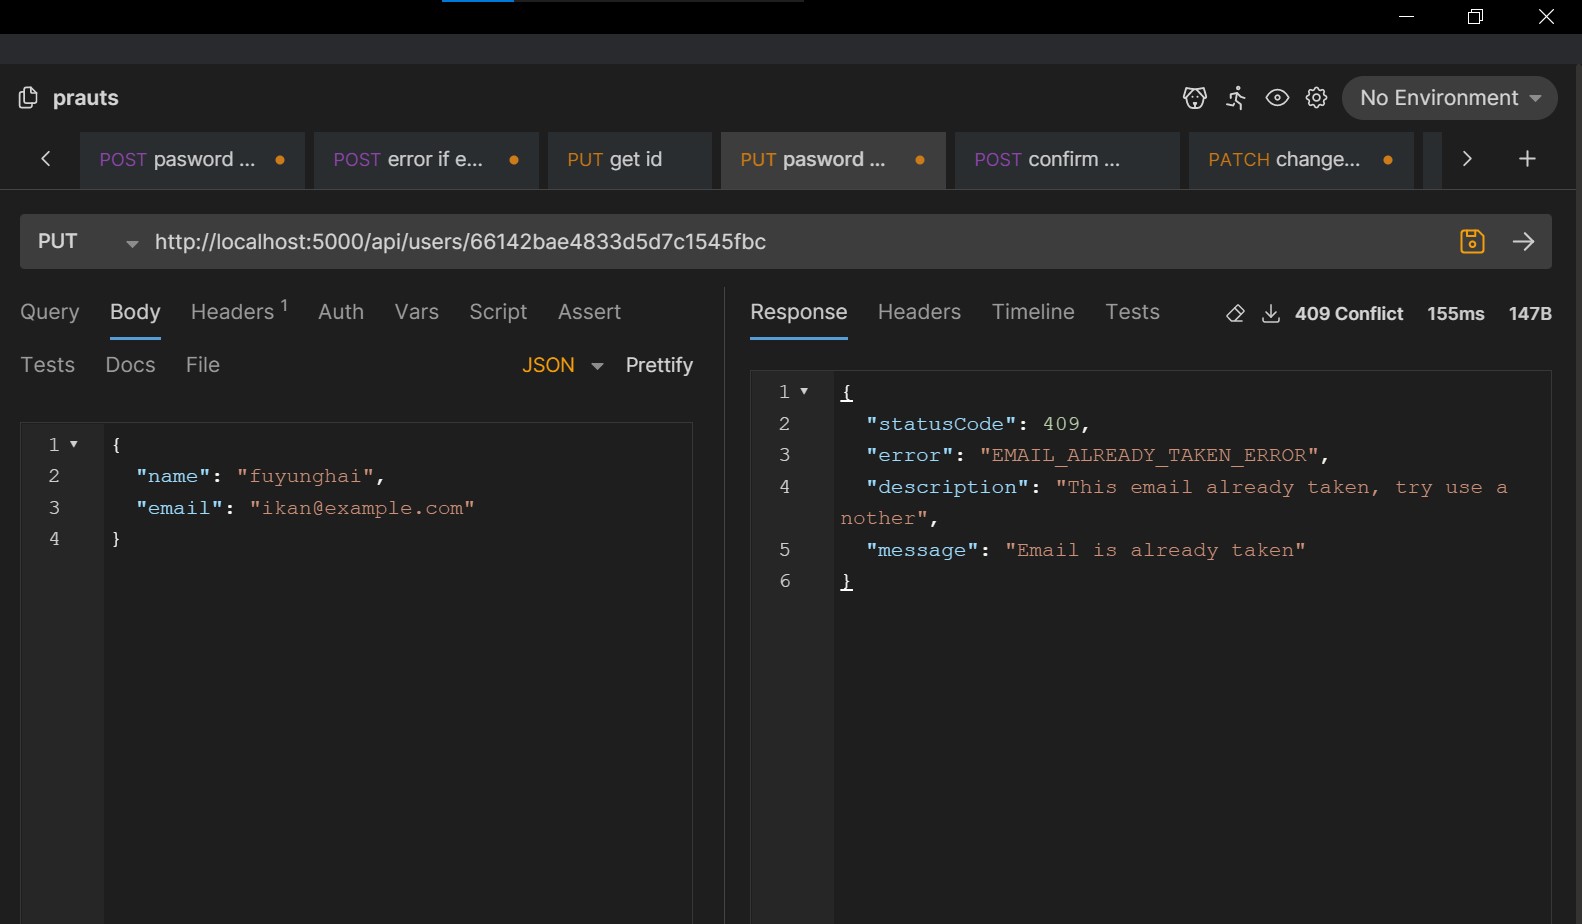 prauts
No Environment
POST pasword ...
POST error if e...
PUT get id
PUT pasword ...
POST confirm ...
PATCH change...
PUT
http://localhost:5000/api/users/66142bae4833d5d7c1545fbc
Query Body Headers 1 Auth Vars Script Assert
Tests Docs File JSON Prettify
1 {
2 "name": "fuyunghai",
3 "email": "ikan@example.com"
4 }
Response Headers Timeline Tests 409 Conflict 155ms 147B
1 {
2 "statusCode": 409,
3 "error": "EMAIL_ALREADY_TAKEN_ERROR",
4 "description": "This email already taken, try use a
nother",
5 "message": "Email is already taken"
6 }